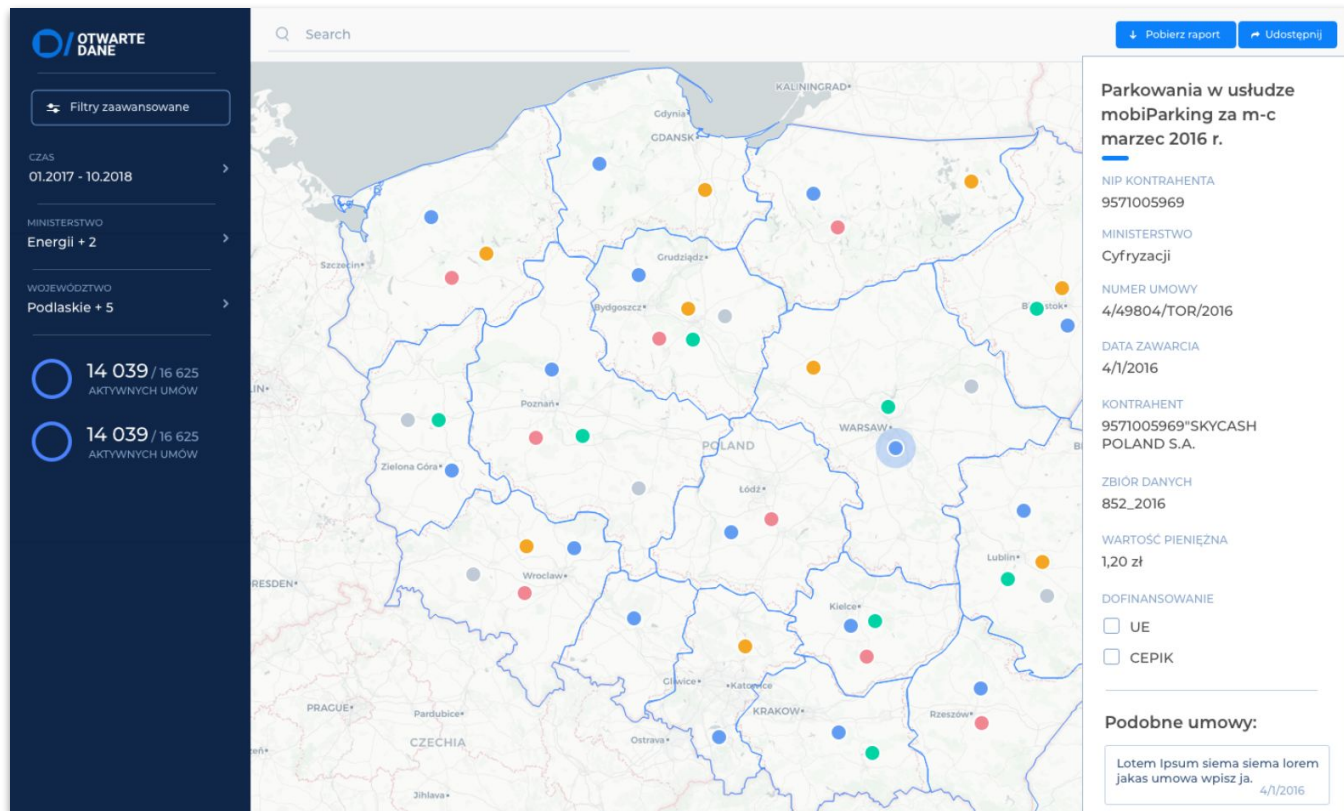 OTWARTE
DANE
Search
Pobierz raport
Udostępnij
Filtry zaawansowane
CZAS
01.2017 - 10.2018
MINISTERSTWO
Energii + 2
WOJEWÓDZTWO
Podlaskie + 5
14 039 / 16 625
AKTYWNYCH UMÓW
14 039 / 16 625
AKTYWNYCH UMÓW
KALININGRAD
Gdynia
GDANSK
Szczecin
Grudziądz
Bydgoszcz
Poznań
WARSAW
POLAND
Zielona Góra
Łódź
Lublin
RESDEN
Wroclaw
Kielce
Gliwice
Katowice
PRAGUE
Pardubice
KRAKOW
Rzeszów
CZECHIA
Ostrava
Jihlava
Parkowania w usłudze
mobiParking za m-c
marzec 2016 r.
NIP KONTRAHENTA
9571005969
MINISTERSTWO
Cyfryzacji
NUMER UMOWY
4/49804/TOR/2016
DATA ZAWARCIA
4/1/2016
KONTRAHENT
9571005969"SKYCASH
POLAND S.A.
ZBIÓR DANYCH
852_2016
WARTOŚĆ PIENIĘŻNA
1,20 zł
DOFINANSOWANIE
UE
CEPIK
Podobne umowy:
Lotem Ipsum siema siema lorem
jakas umowa wpisz ja.
4/1/2016